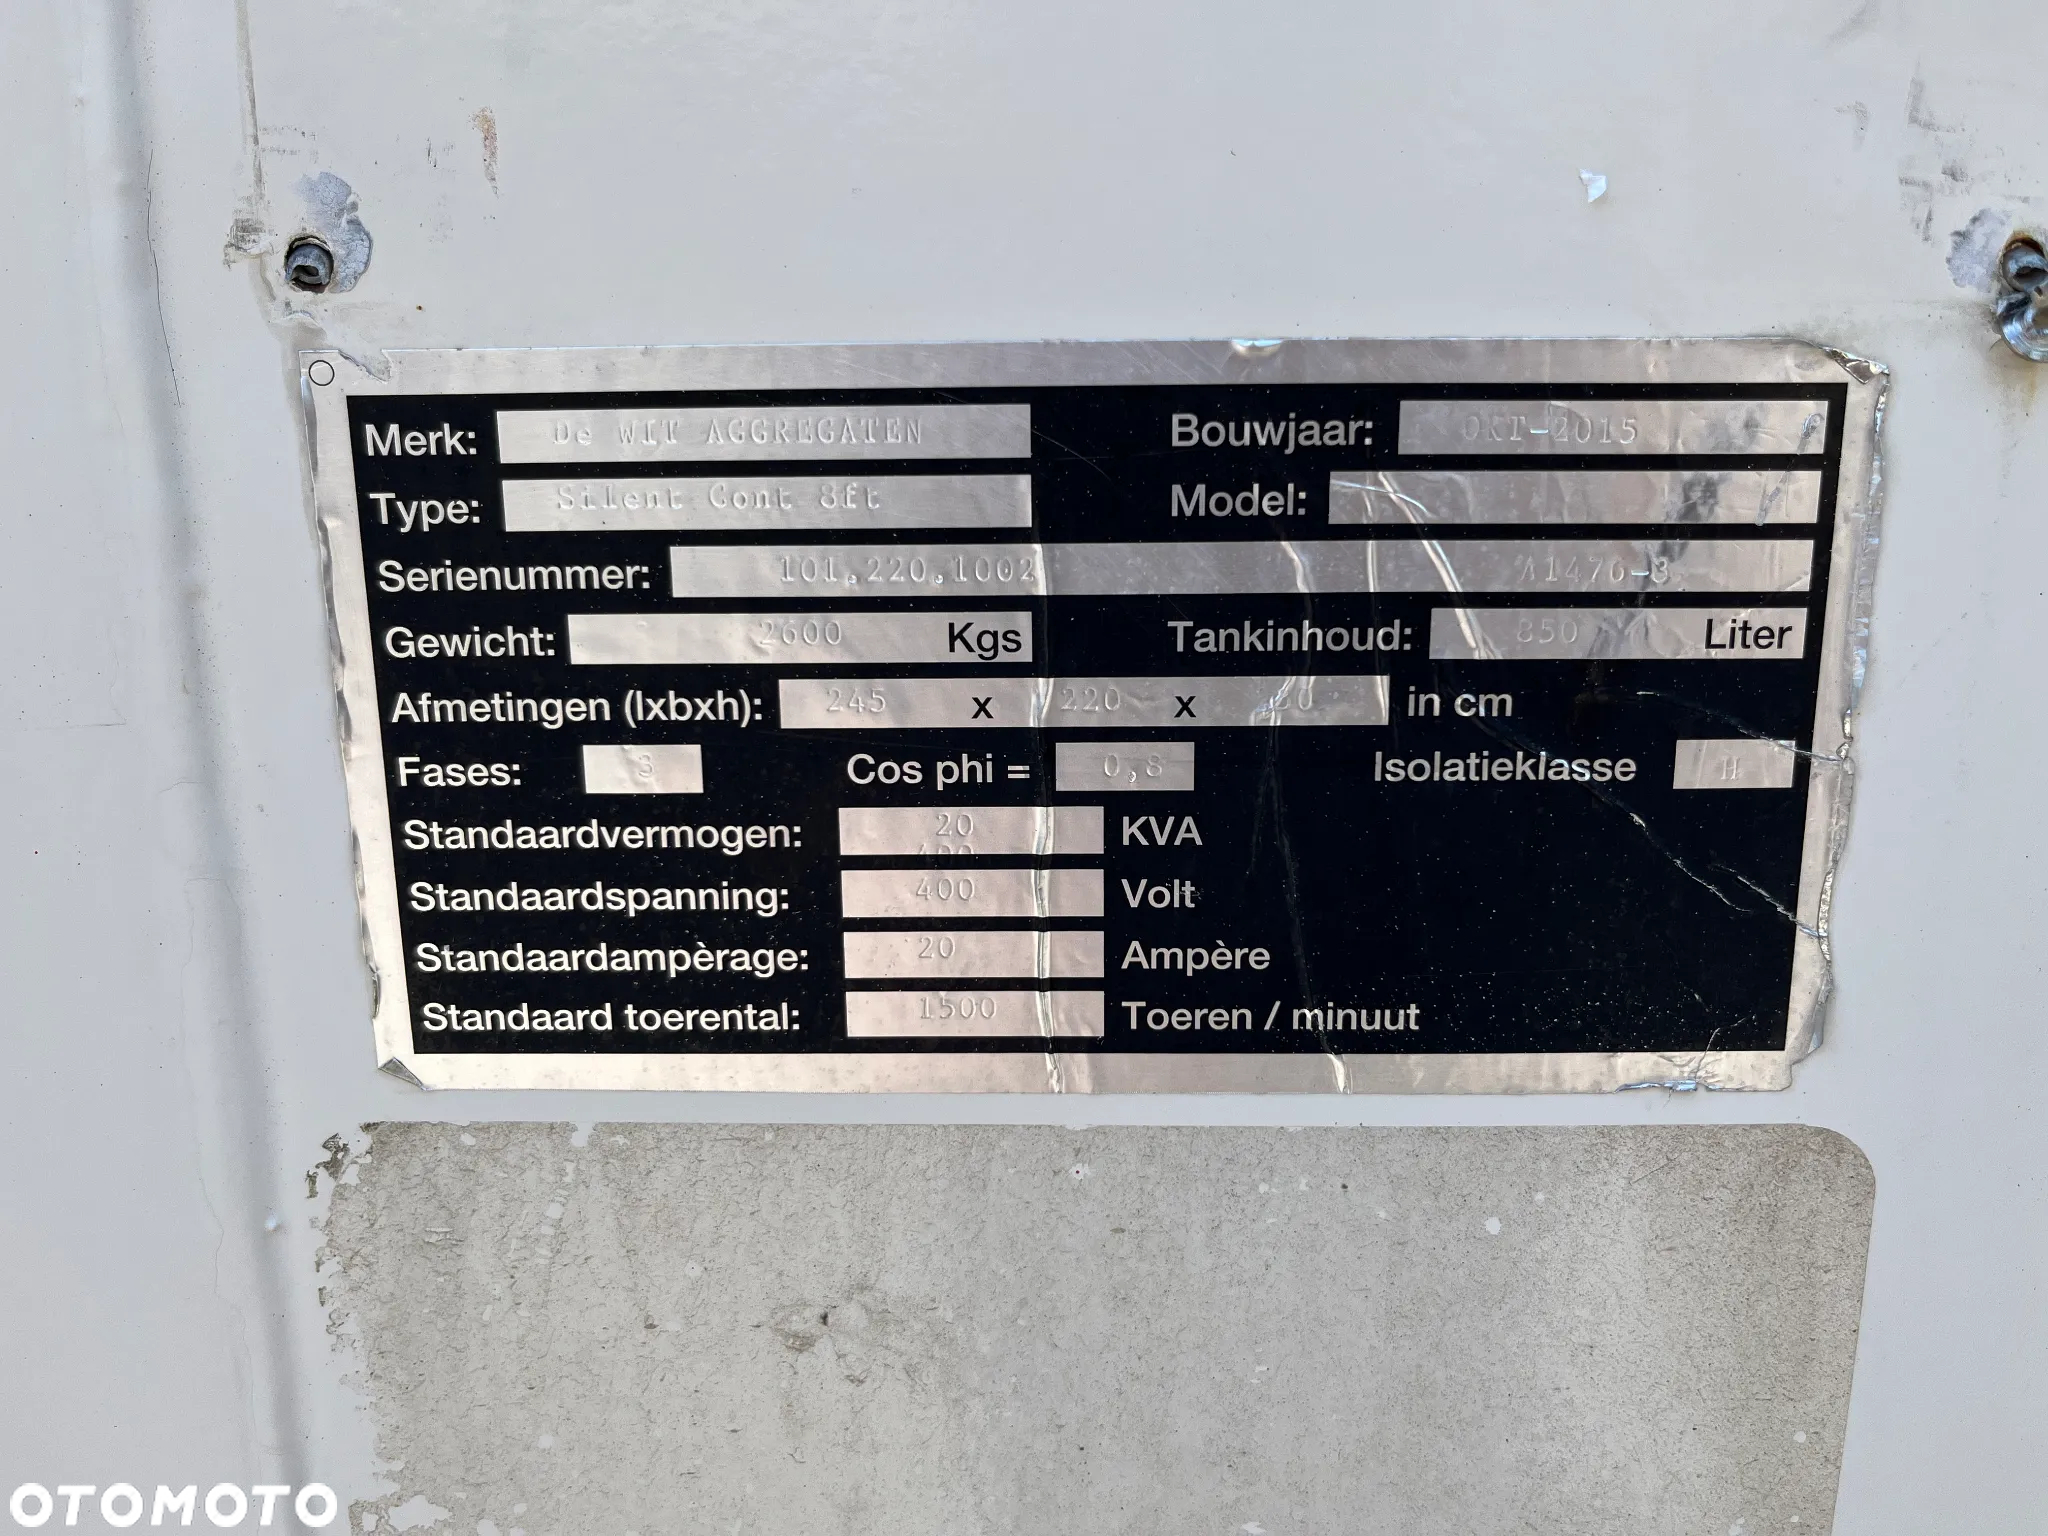 Merk: De WIT AGGREGATEN Bouwjaar: OKT-2015
Type: Silent Cont 8ft Model:
Serienummer: 101.220.1002 A1476-3
Gewicht: 2600 Kgs Tankinhoud: 850 Liter
Afmetingen (lxbxh): 245 x 220 x in cm
Fases: 3 Cos phi = 0,8 Isolatieklasse H
Standaardvermogen: 20 KVA
Standaardspanning: 400 Volt
Standaardampèrage: 20 Ampère
Standaard toerental: 1500 Toeren / minuut
OTOMOTO